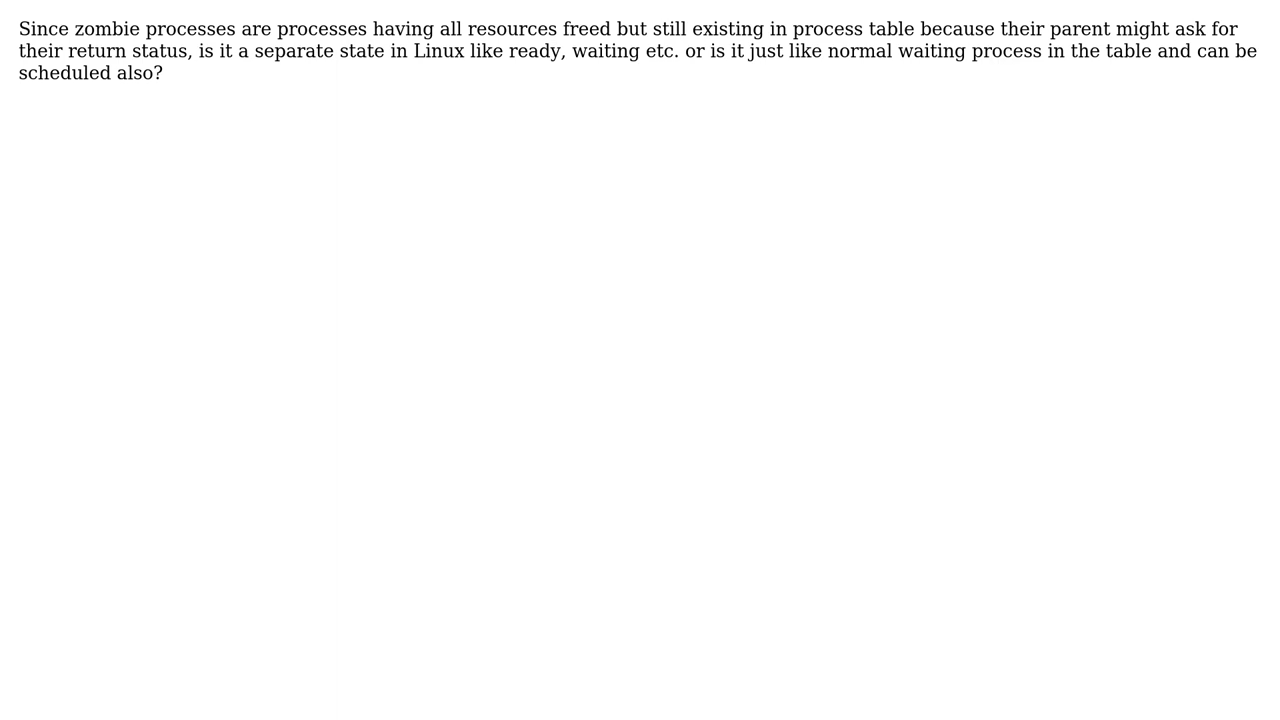 Since zombie processes are processes having all resources freed but still existing in process table because their parent might ask for
their return status, is it a separate state in Linux like ready, waiting etc. or is it just like normal waiting process in the table and can be
scheduled also?